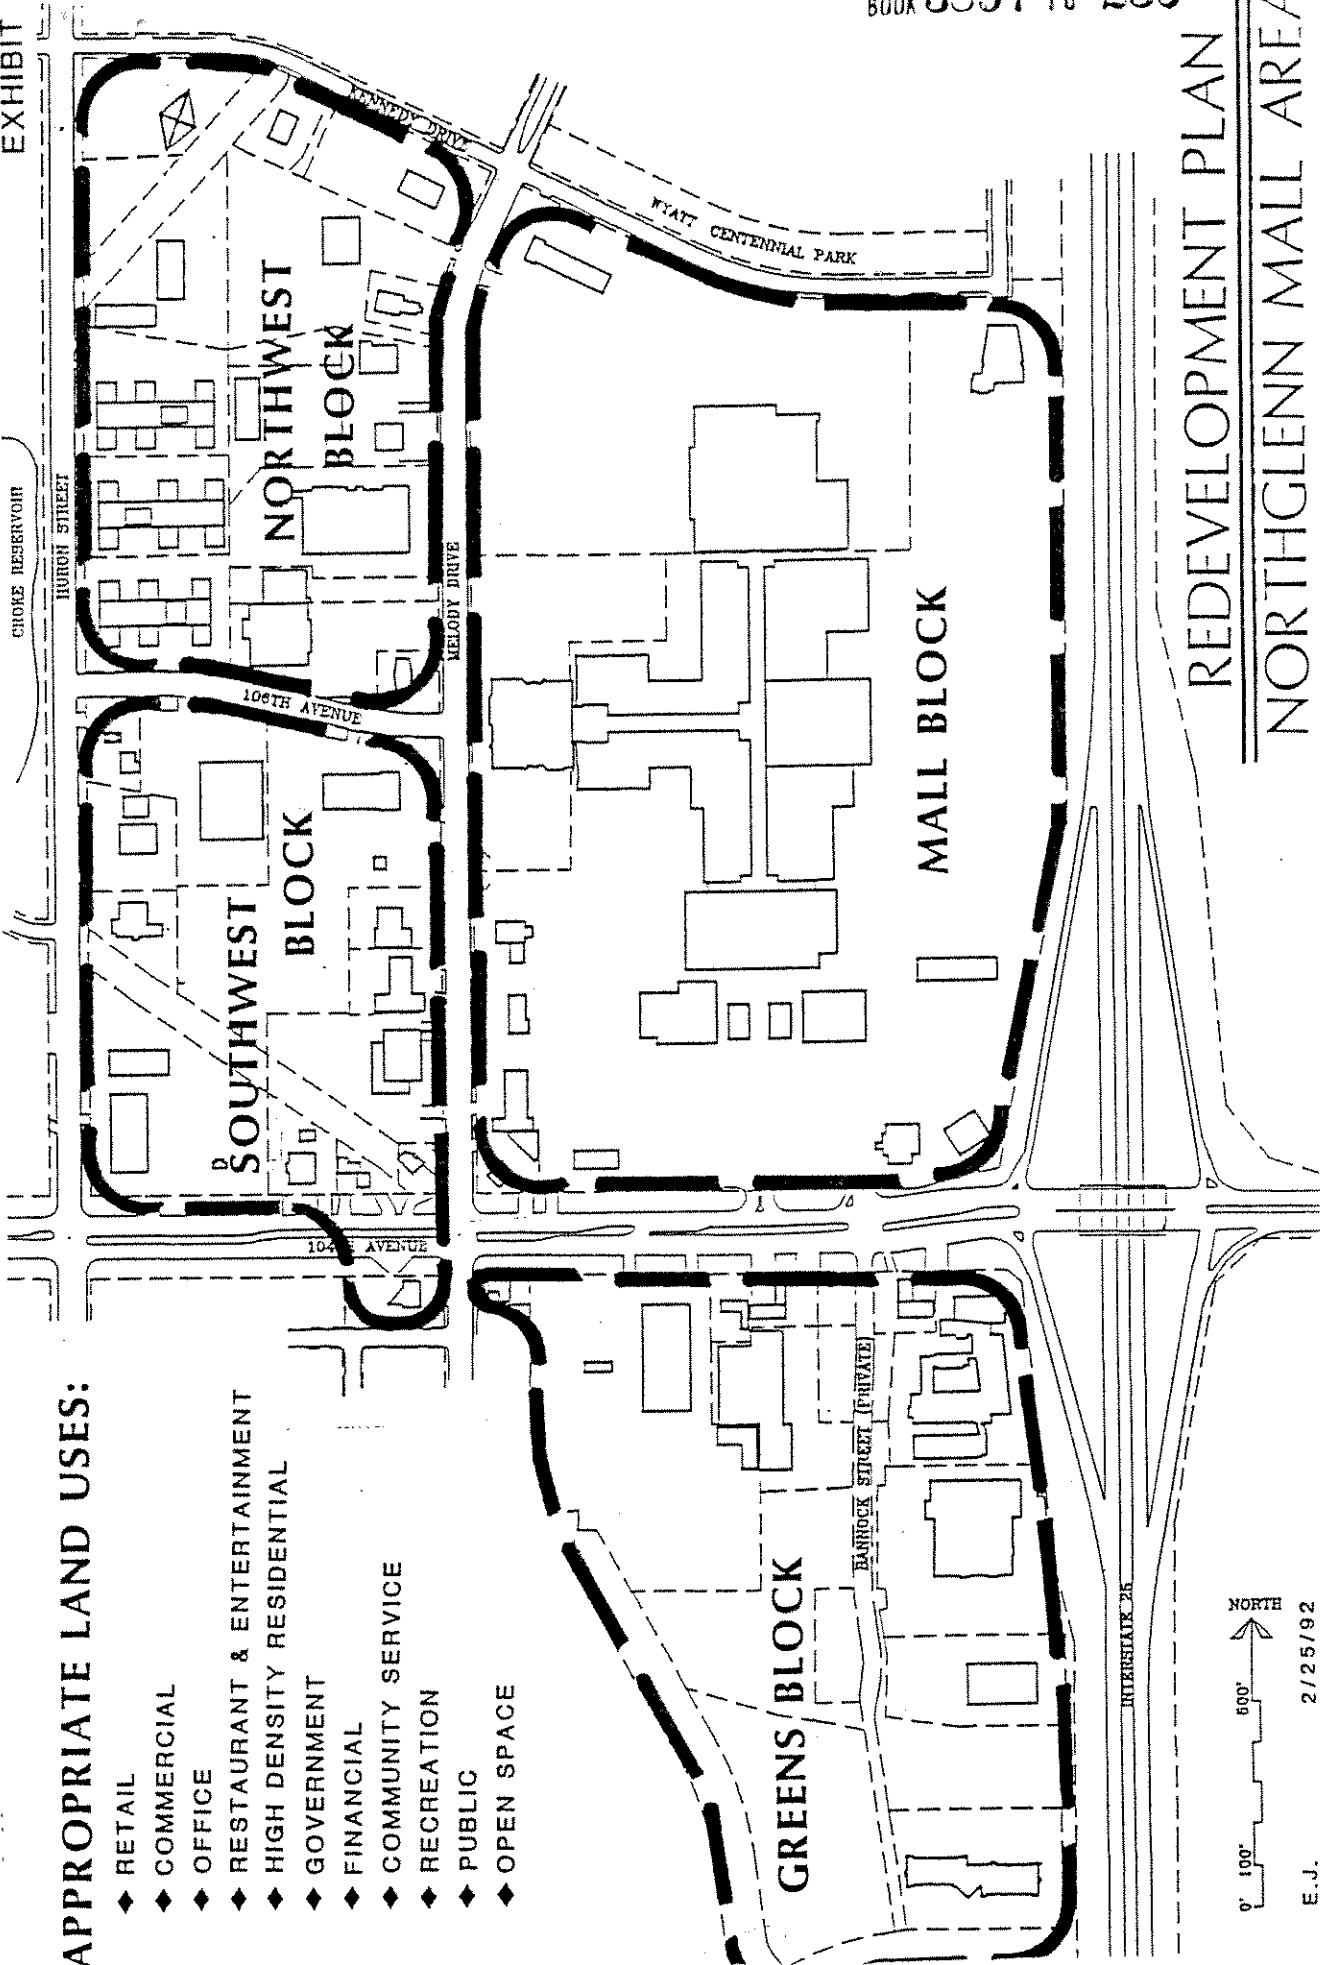 EXHIBIT
BOOK
APPROPRIATE LAND USES:
◆ RETAIL
◆ COMMERCIAL
◆ OFFICE
◆ RESTAURANT & ENTERTAINMENT
◆ HIGH DENSITY RESIDENTIAL
◆ GOVERNMENT
◆ FINANCIAL
◆ COMMUNITY SERVICE
◆ RECREATION
◆ PUBLIC
◆ OPEN SPACE
CROKE RESERVOIR
HURON STREET
KENNEDY DRIVE
NORTHWEST
BLOCK
106TH AVENUE
MELODY DRIVE
WYATT CENTENNIAL PARK
D
SOUTHWEST
BLOCK
104TH AVENUE
MALL BLOCK
BANNOCK STREET (PRIVATE)
GREENS BLOCK
INTERSTATE 25
REDEVELOPMENT PLAN
NORTHGLENN MALL AREA
NORTH
0' 100' 500'
E.J. 2/25/92